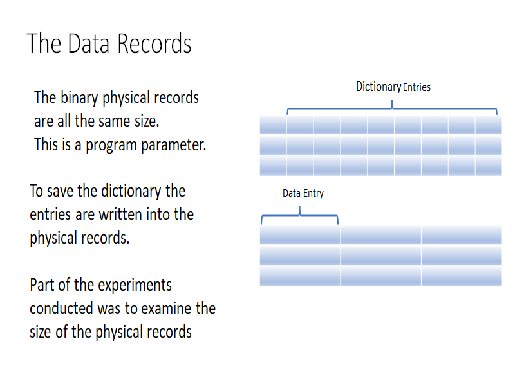 The Data Records
The binary physical records
are all the same size.
This is a program parameter.
To save the dictionary the
entries are written into the
physical records.
Part of the experiments
conducted was to examine the
size of the physical records
Dictionary Entries
Data Entry